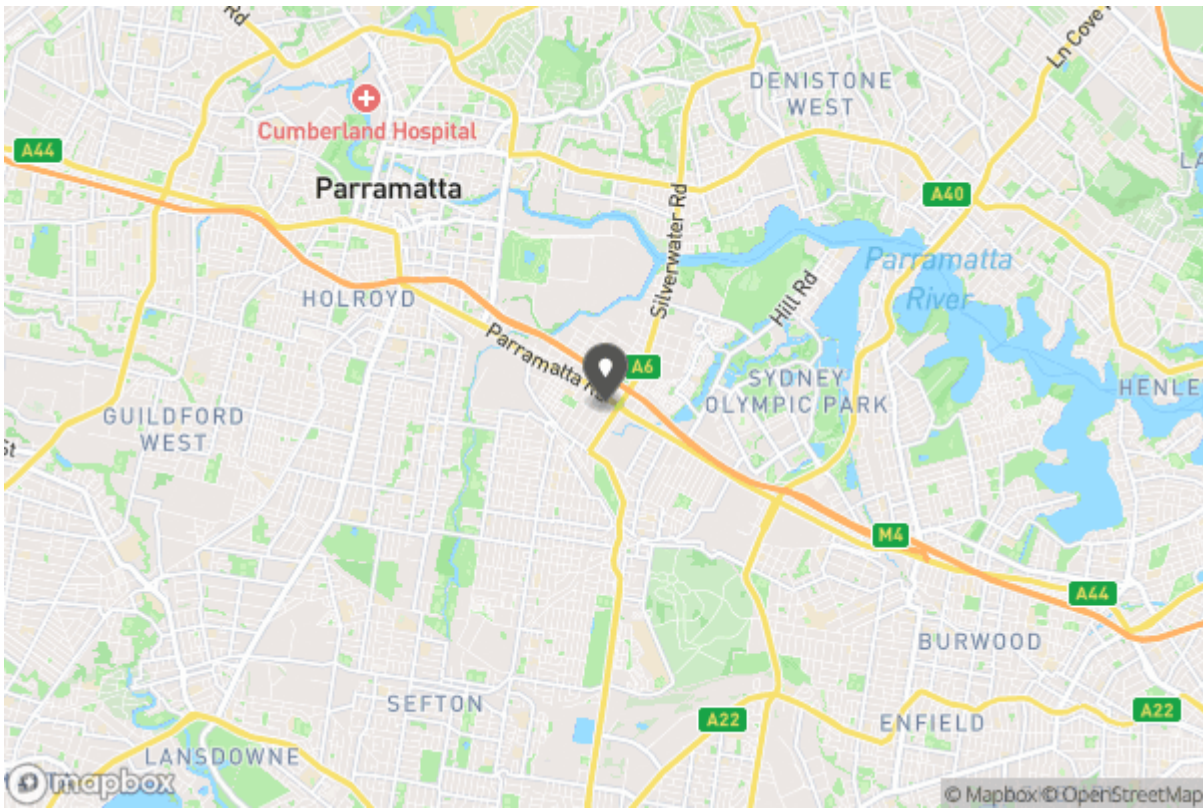 Rd
Ln Cove
DENISTONE
WEST
Cumberland Hospital
A44
Parramatta
A40
Silverwater Rd
Parramatta
River
Hill Rd
HOLROYD
Parramatta Rd
A6
SYDNEY
OLYMPIC PARK
HENLE
GUILDFORD
WEST
St
M4
A44
BURWOOD
SEFTON
A22
ENFIELD
A22
LANSDOWNE
mapbox
© Mapbox © OpenStreetMap